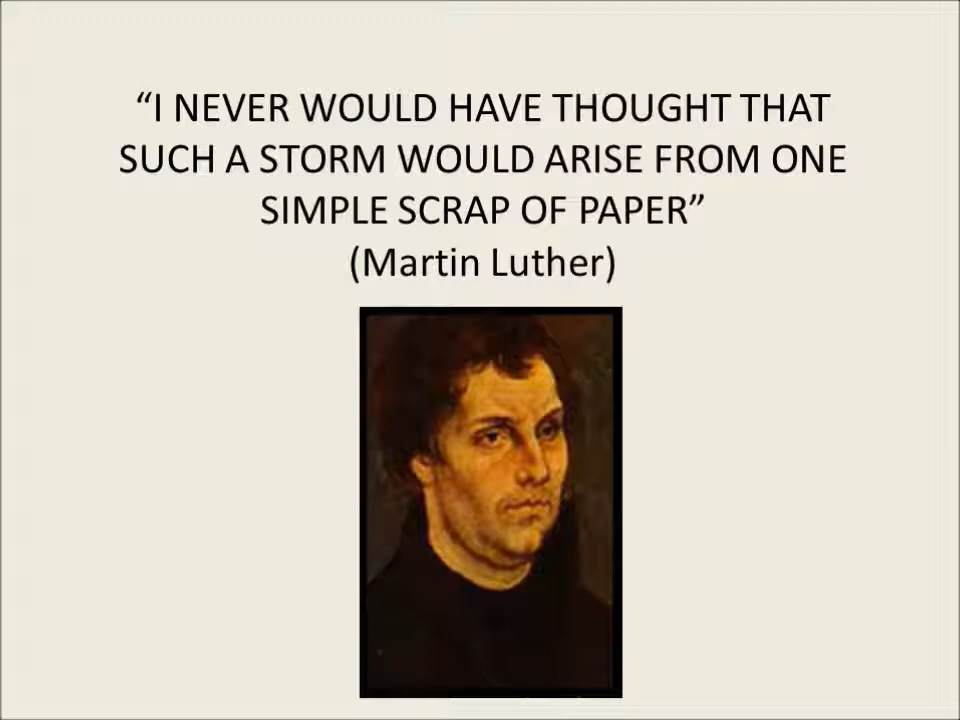 “I NEVER WOULD HAVE THOUGHT THAT
SUCH A STORM WOULD ARISE FROM ONE
SIMPLE SCRAP OF PAPER”
(Martin Luther)